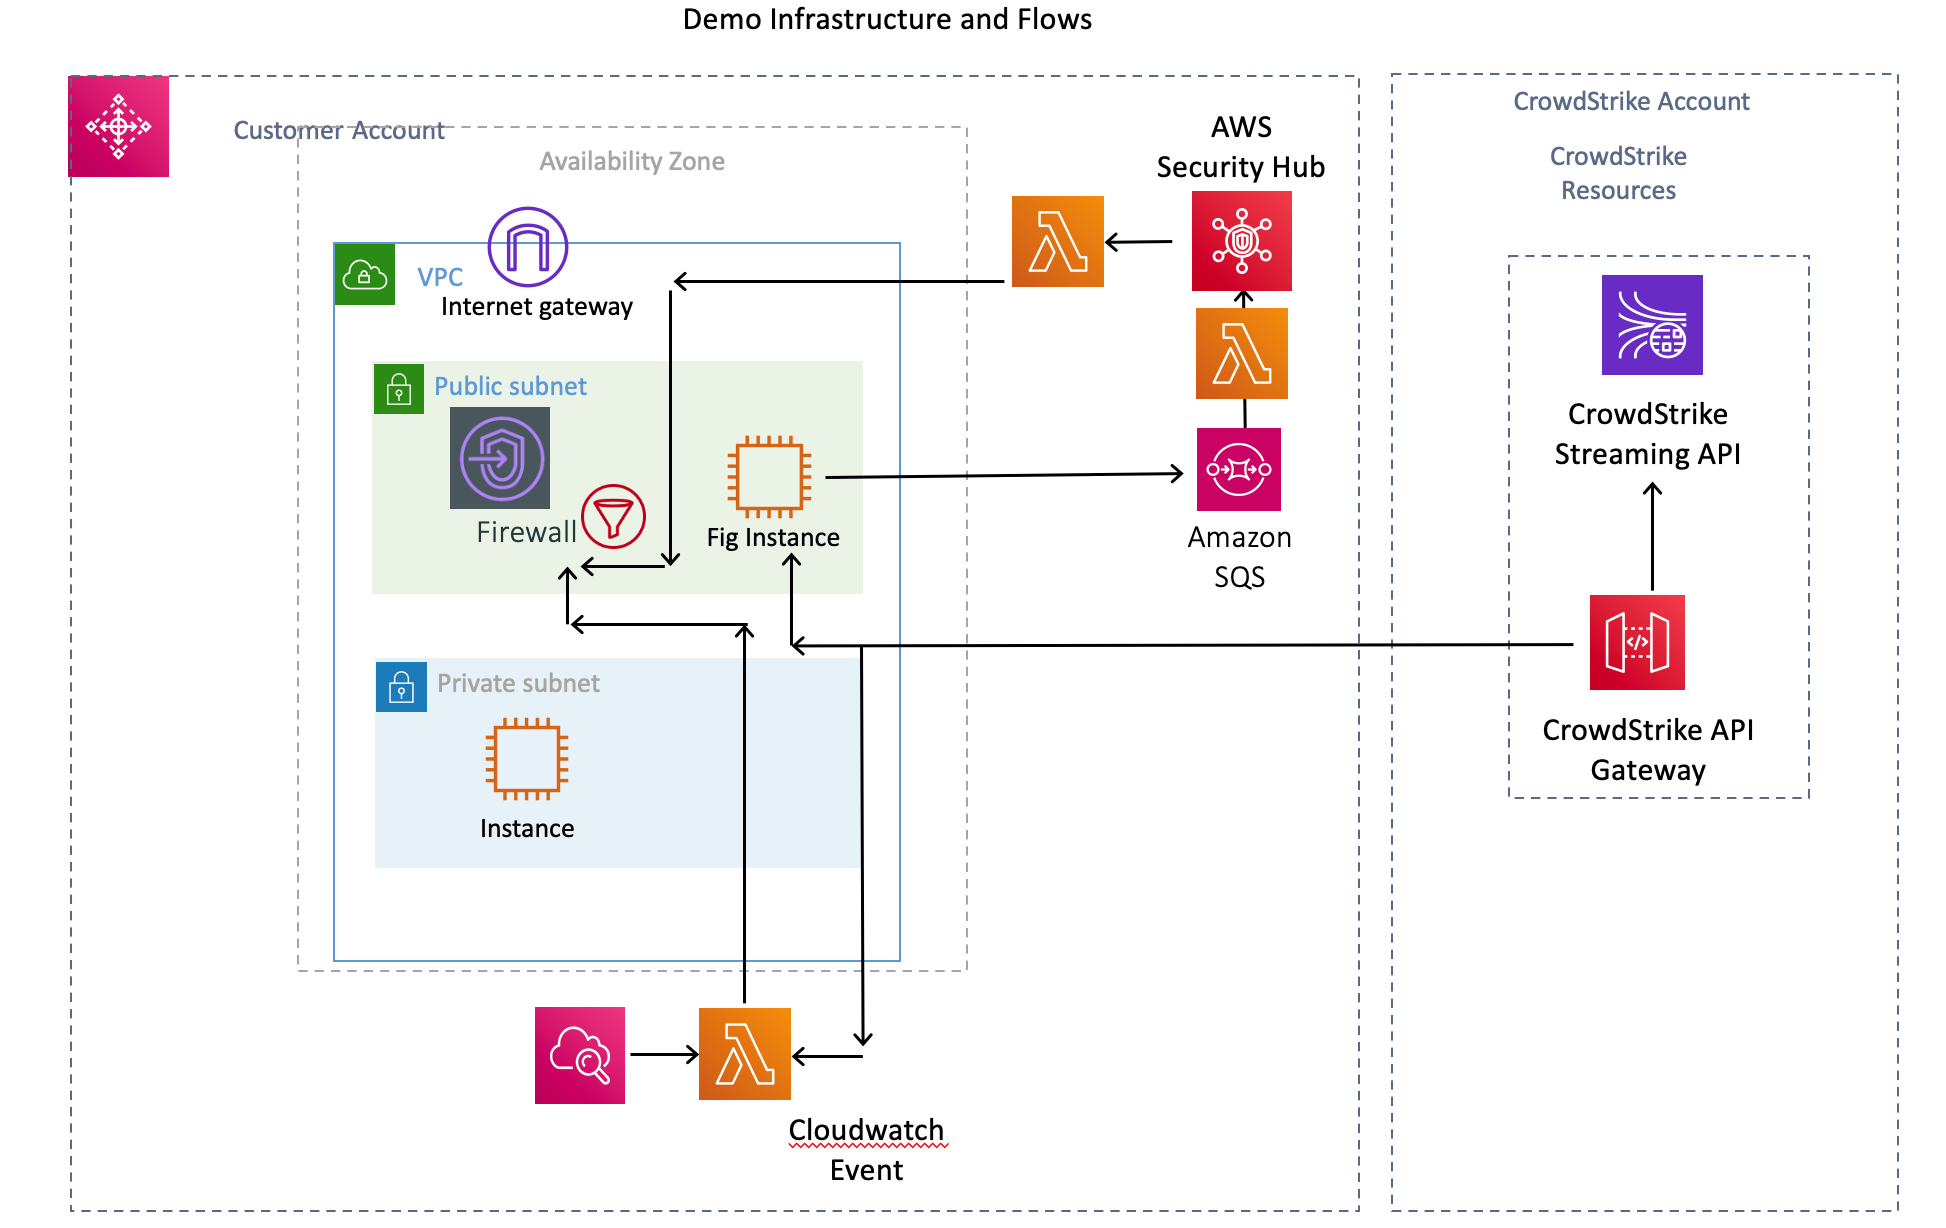 Demo Infrastructure and Flows
Customer Account
Availability Zone
VPC
Internet gateway
Public subnet
Firewall
Fig Instance
Private subnet
Instance
AWS
Security Hub
Amazon
SQS
Cloudwatch
Event
CrowdStrike Account
CrowdStrike
Resources
CrowdStrike
Streaming API
</>
CrowdStrike API
Gateway